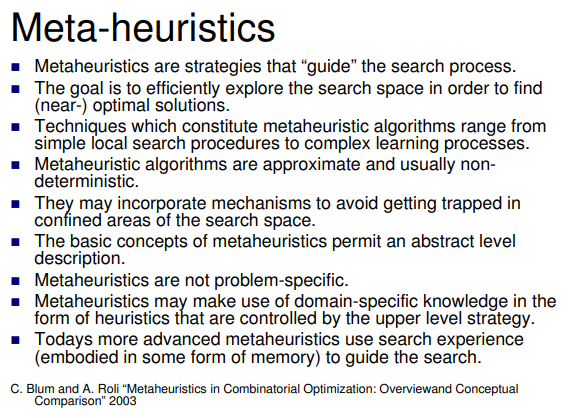 Meta-heuristics
Metaheuristics are strategies that “guide” the search process.
The goal is to efficiently explore the search space in order to find
(near-) optimal solutions.
Techniques which constitute metaheuristic algorithms range from
simple local search procedures to complex learning processes.
Metaheuristic algorithms are approximate and usually non-
deterministic.
They may incorporate mechanisms to avoid getting trapped in
confined areas of the search space.
The basic concepts of metaheuristics permit an abstract level
description.
Metaheuristics are not problem-specific.
Metaheuristics may make use of domain-specific knowledge in the
form of heuristics that are controlled by the upper level strategy.
Todays more advanced metaheuristics use search experience
(embodied in some form of memory) to guide the search.
C. Blum and A. Roli “Metaheuristics in Combinatorial Optimization: Overviewand Conceptual
Comparison” 2003